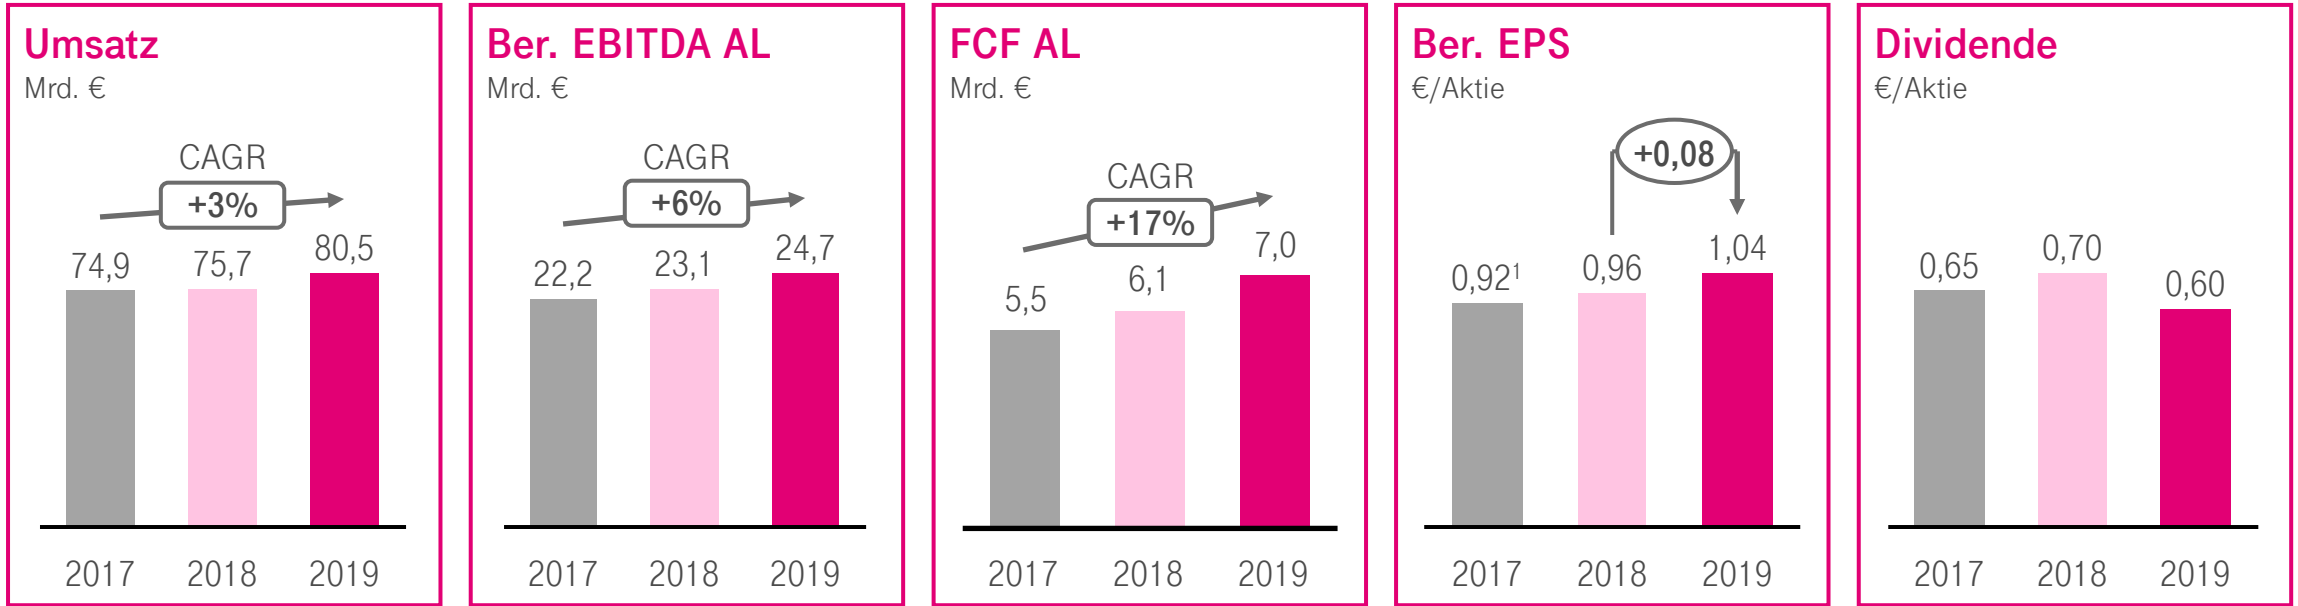 Umsatz
Mrd. €
CAGR
+3%
74,9 75,7 80,5
2017 2018 2019
Ber. EBITDA AL
Mrd. €
CAGR
+6%
22,2 23,1 24,7
2017 2018 2019
FCF AL
Mrd. €
CAGR
+17%
5,5 6,1 7,0
2017 2018 2019
Ber. EPS
€/Aktie
+0,08
0,92¹ 0,96 1,04
2017 2018 2019
Dividende
€/Aktie
0,65 0,70 0,60
2017 2018 2019